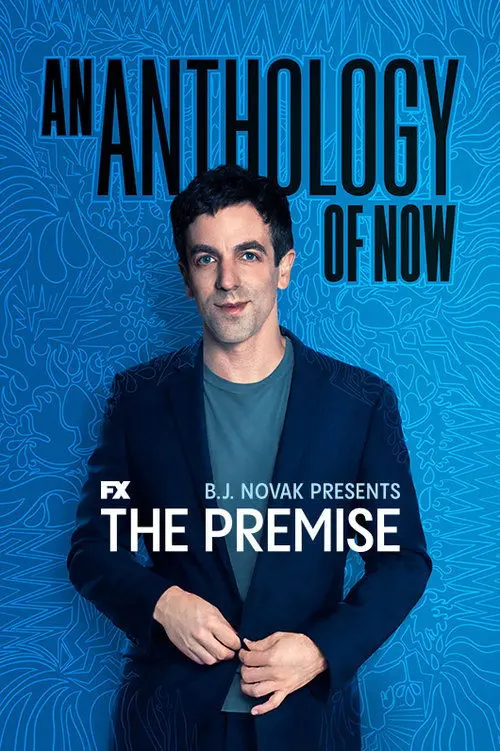 AN ANTHOLOGY
OF NOW
FX
B.J. NOVAK PRESENTS
THE PREMISE